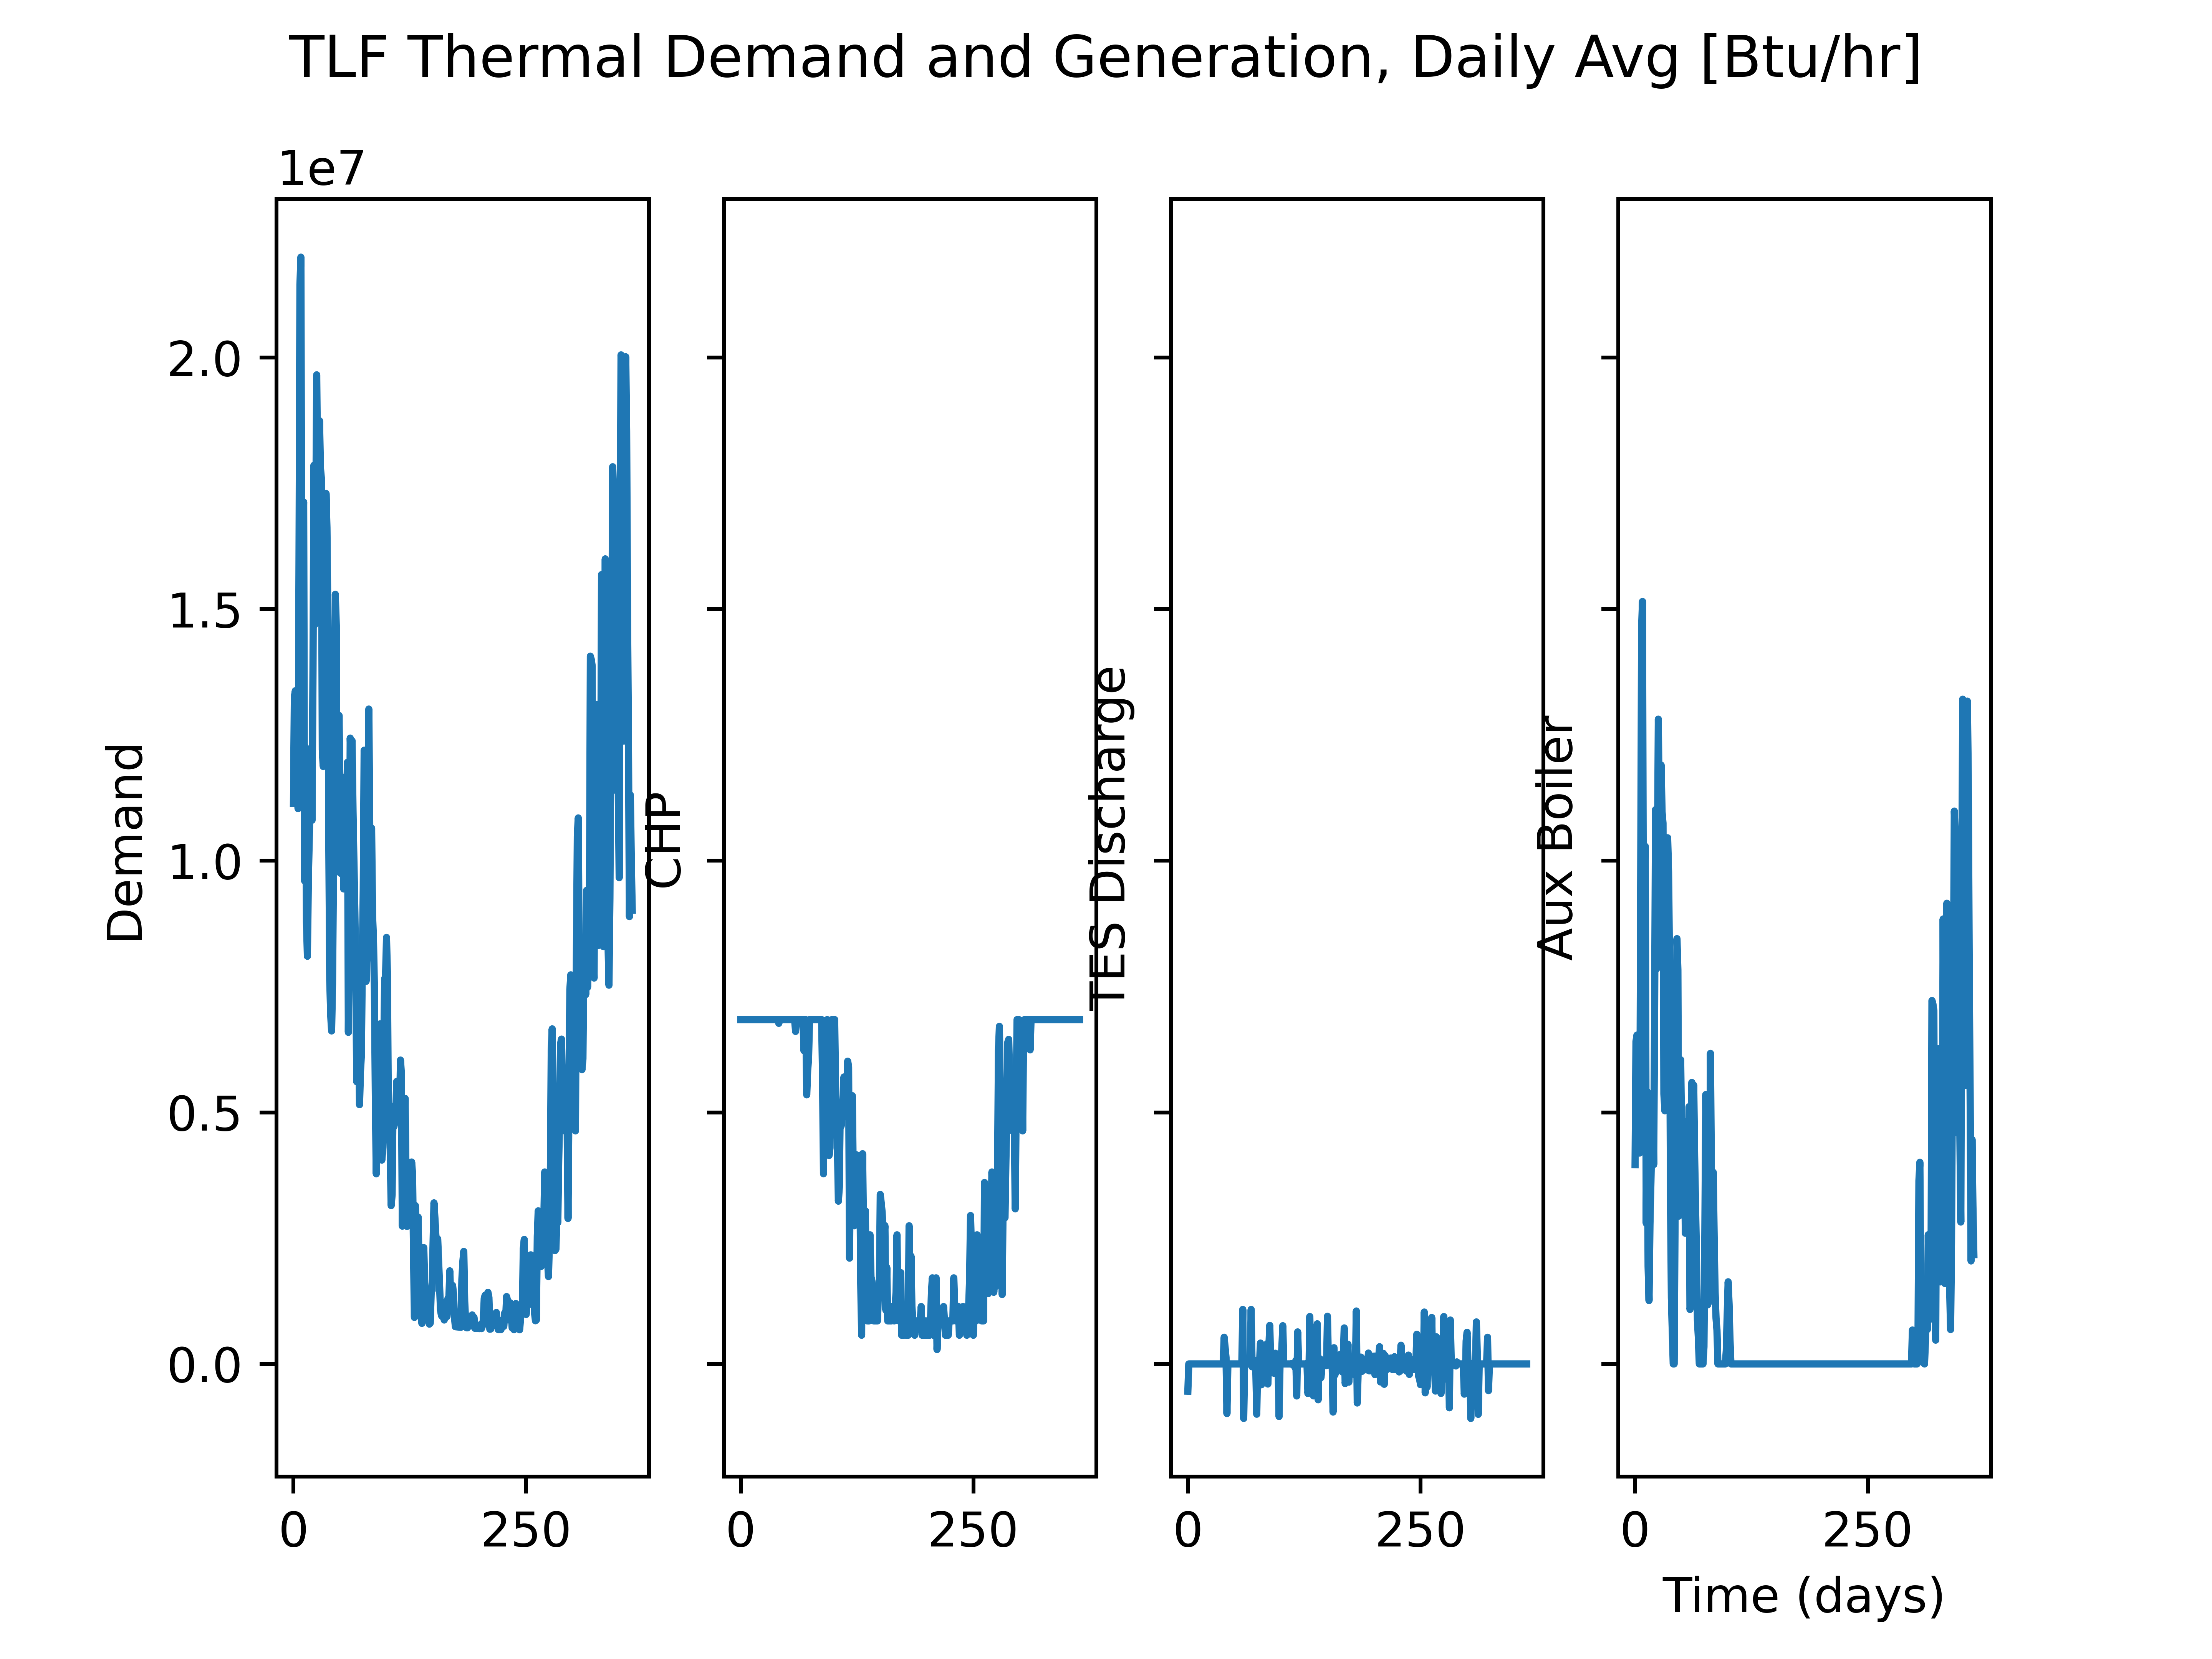 TLF Thermal Demand and Generation, Daily Avg [Btu/hr]
1e7
2.0
1.5
1.0
0.5
0.0
Demand
CHP
TES Discharge
Aux Boiler
0 250
0 250
0 250
0 250
Time (days)